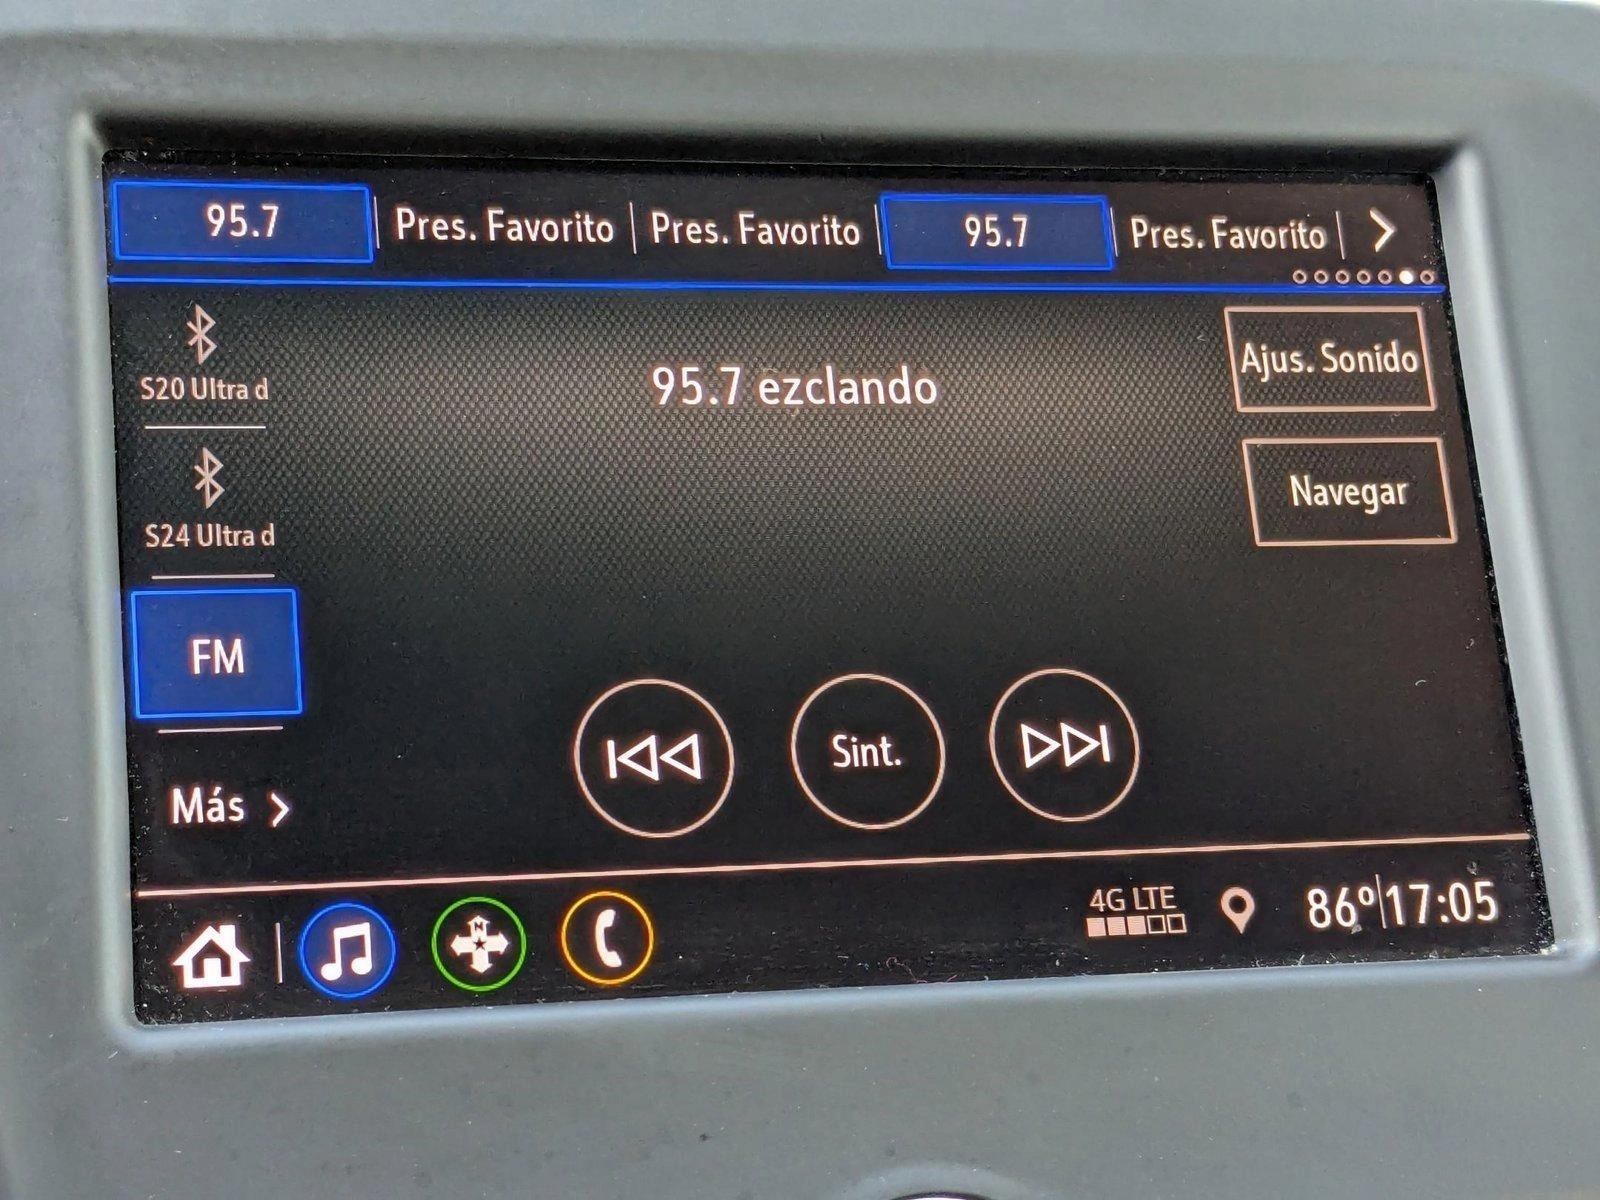 95.7
Pres. Favorito
Pres. Favorito
95.7
Pres. Favorito
S20 Ultra d
95.7 ezclando
Ajus. Sonido
S24 Ultra d
Navegar
FM
Sint.
Más
N
4G LTE
86° 17:05